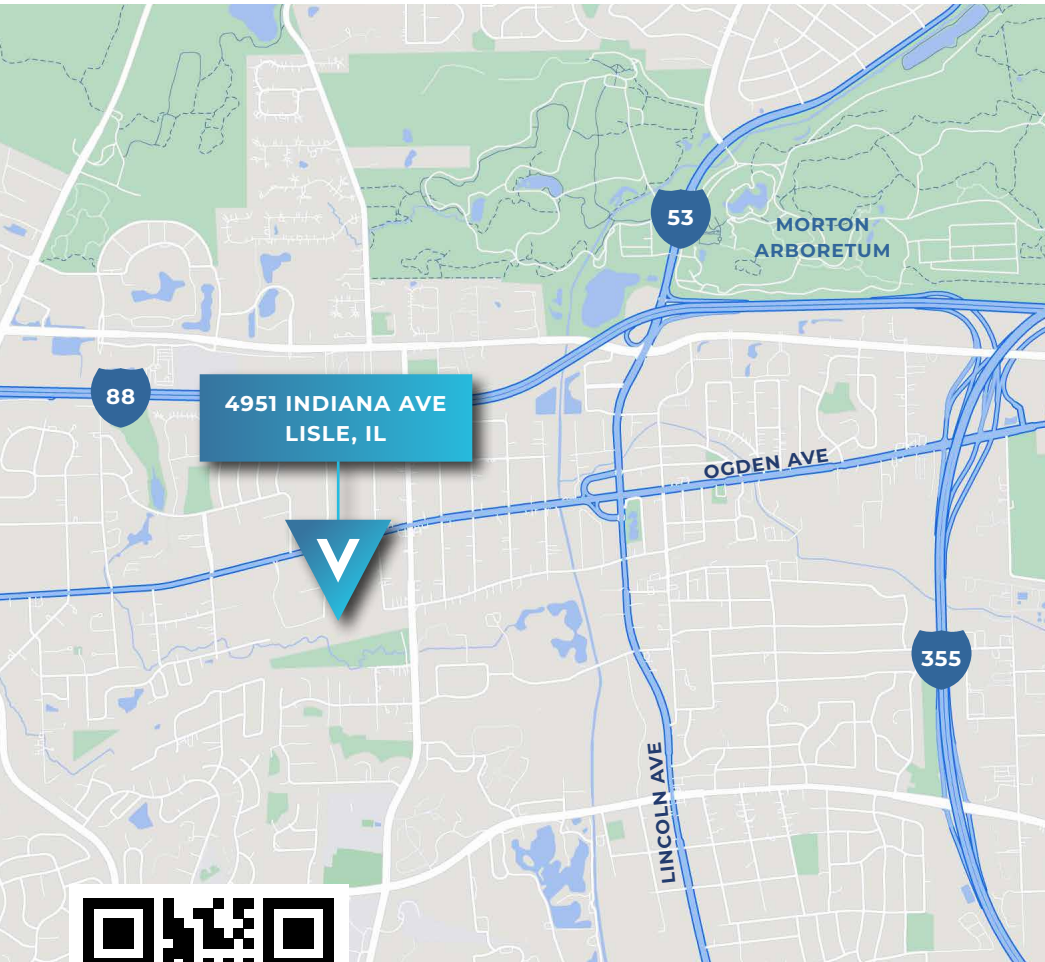 53
MORTON
ARBORETUM
88
4951 INDIANA AVE
LISLE, IL
OGDEN AVE
V
355
LINCOLN AVE